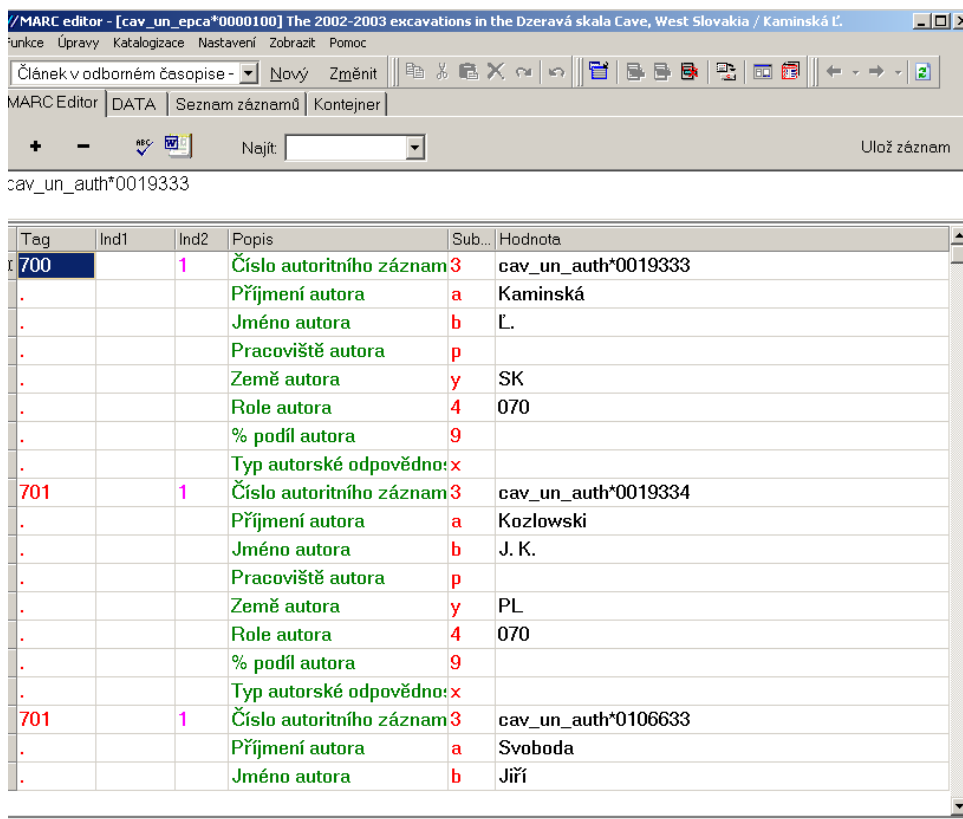 //MARC editor - [cav_un_epca*0000100] The 2002-2003 excavations in the Dzeravá skala Cave, West Slovakia / Kaminská Ľ.
Funkce Úpravy Katalogizace Nastavení Zobrazit Pomoc
Článek v odborném časopise - Nový Změnit
MARC Editor DATA Seznam záznamů Kontejner
+ - ABC W Najít: Ulož záznam
cav_un_auth*0019333
Tag Ind1 Ind2 Popis Sub... Hodnota
700 1 Číslo autoritního záznam 3 cav_un_auth*0019333
. Příjmení autora a Kaminská
. Jméno autora b Ľ.
. Pracoviště autora p
. Země autora y SK
. Role autora 4 070
. % podíl autora 9
. Typ autorské odpovědnos x
701 1 Číslo autoritního záznam 3 cav_un_auth*0019334
. Příjmení autora a Kozlowski
. Jméno autora b J. K.
. Pracoviště autora p
. Země autora y PL
. Role autora 4 070
. % podíl autora 9
. Typ autorské odpovědnos x
701 1 Číslo autoritního záznam 3 cav_un_auth*0106633
. Příjmení autora a Svoboda
. Jméno autora b Jiří